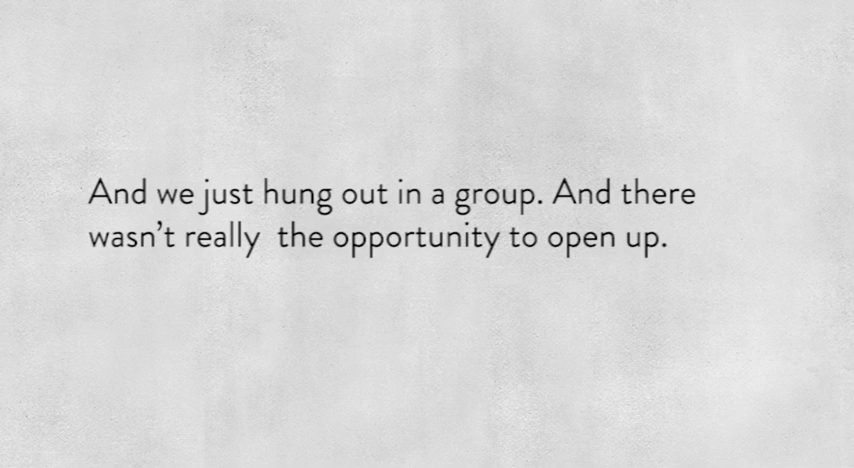 And we just hung out in a group. And there
wasn’t really  the opportunity to open up.